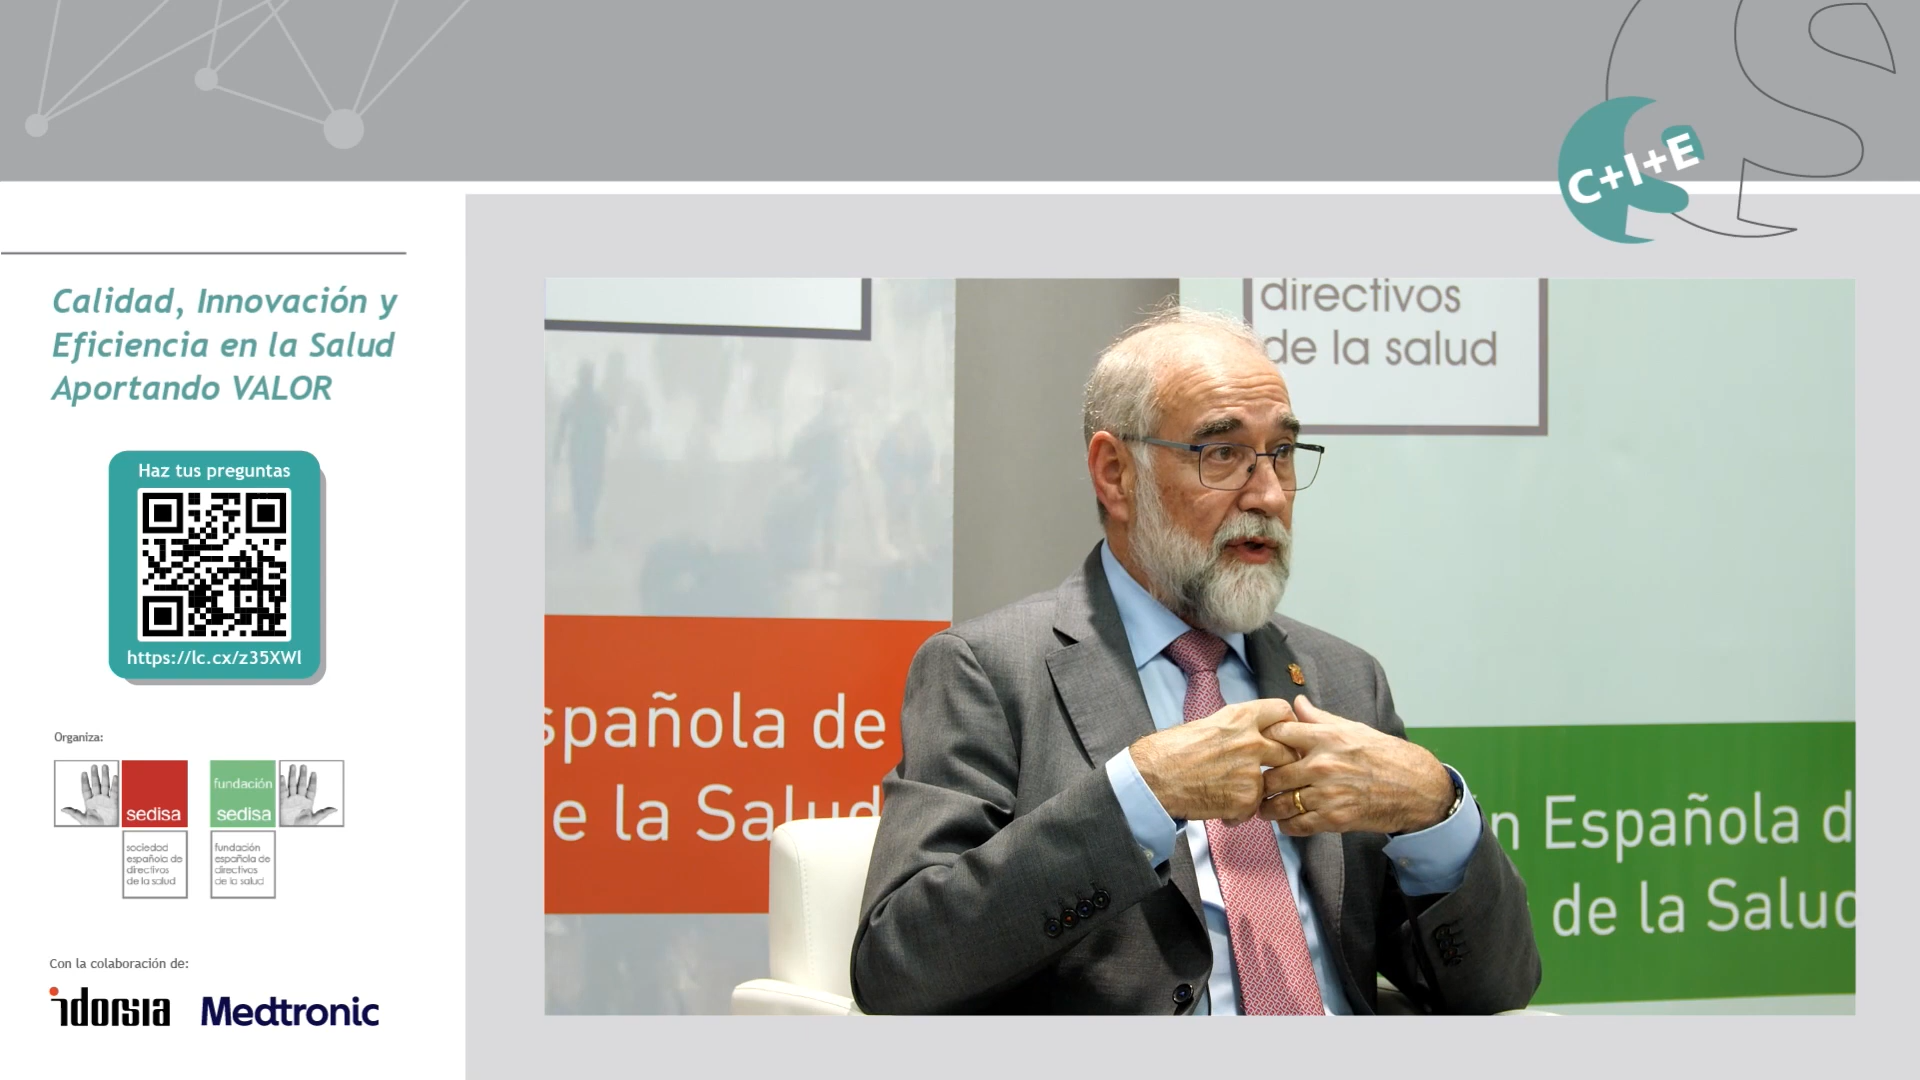 C+I+E
Calidad, Innovación y
Eficiencia en la Salud
Aportando VALOR
Haz tus preguntas
https://lc.cx/z35XWl
Organiza:
sedisa
sociedad
española de
directivos
de la salud
fundación
sedisa
fundación
española de
directivos
de la salud
Con la colaboración de:
idorsia
Medtronic
directivos
de la salud
spañola de
e la Salud
n Española d
de la Salud